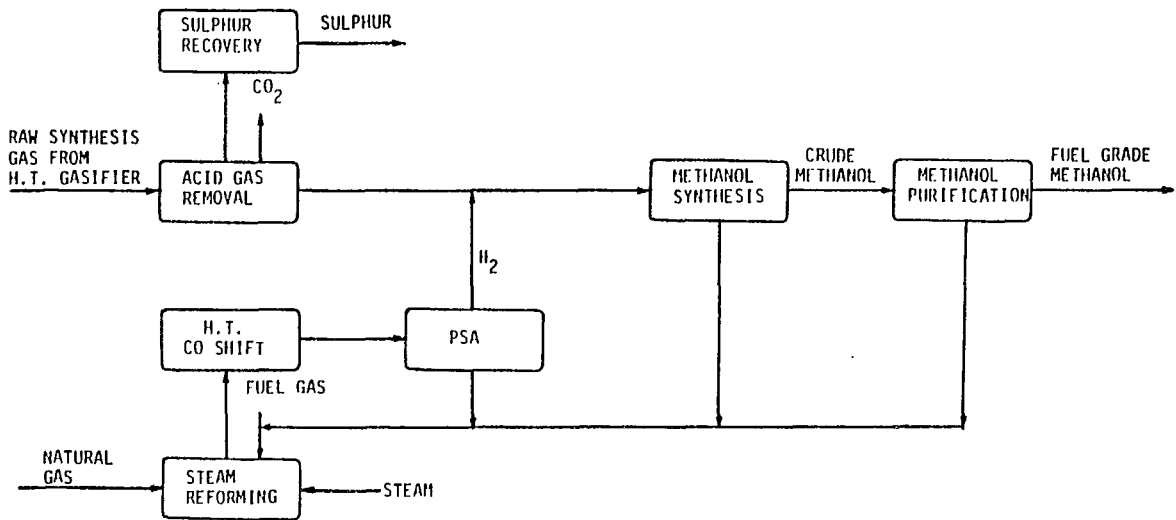 SULPHUR
RECOVERY
SULPHUR
CO2
RAW SYNTHESIS
GAS FROM
H.T. GASIFIER
ACID GAS
REMOVAL
METHANOL
SYNTHESIS
CRUDE
METHANOL
METHANOL
PURIFICATION
FUEL GRADE
METHANOL
H2
H.T.
CO SHIFT
PSA
FUEL GAS
NATURAL
GAS
STEAM
REFORMING
STEAM